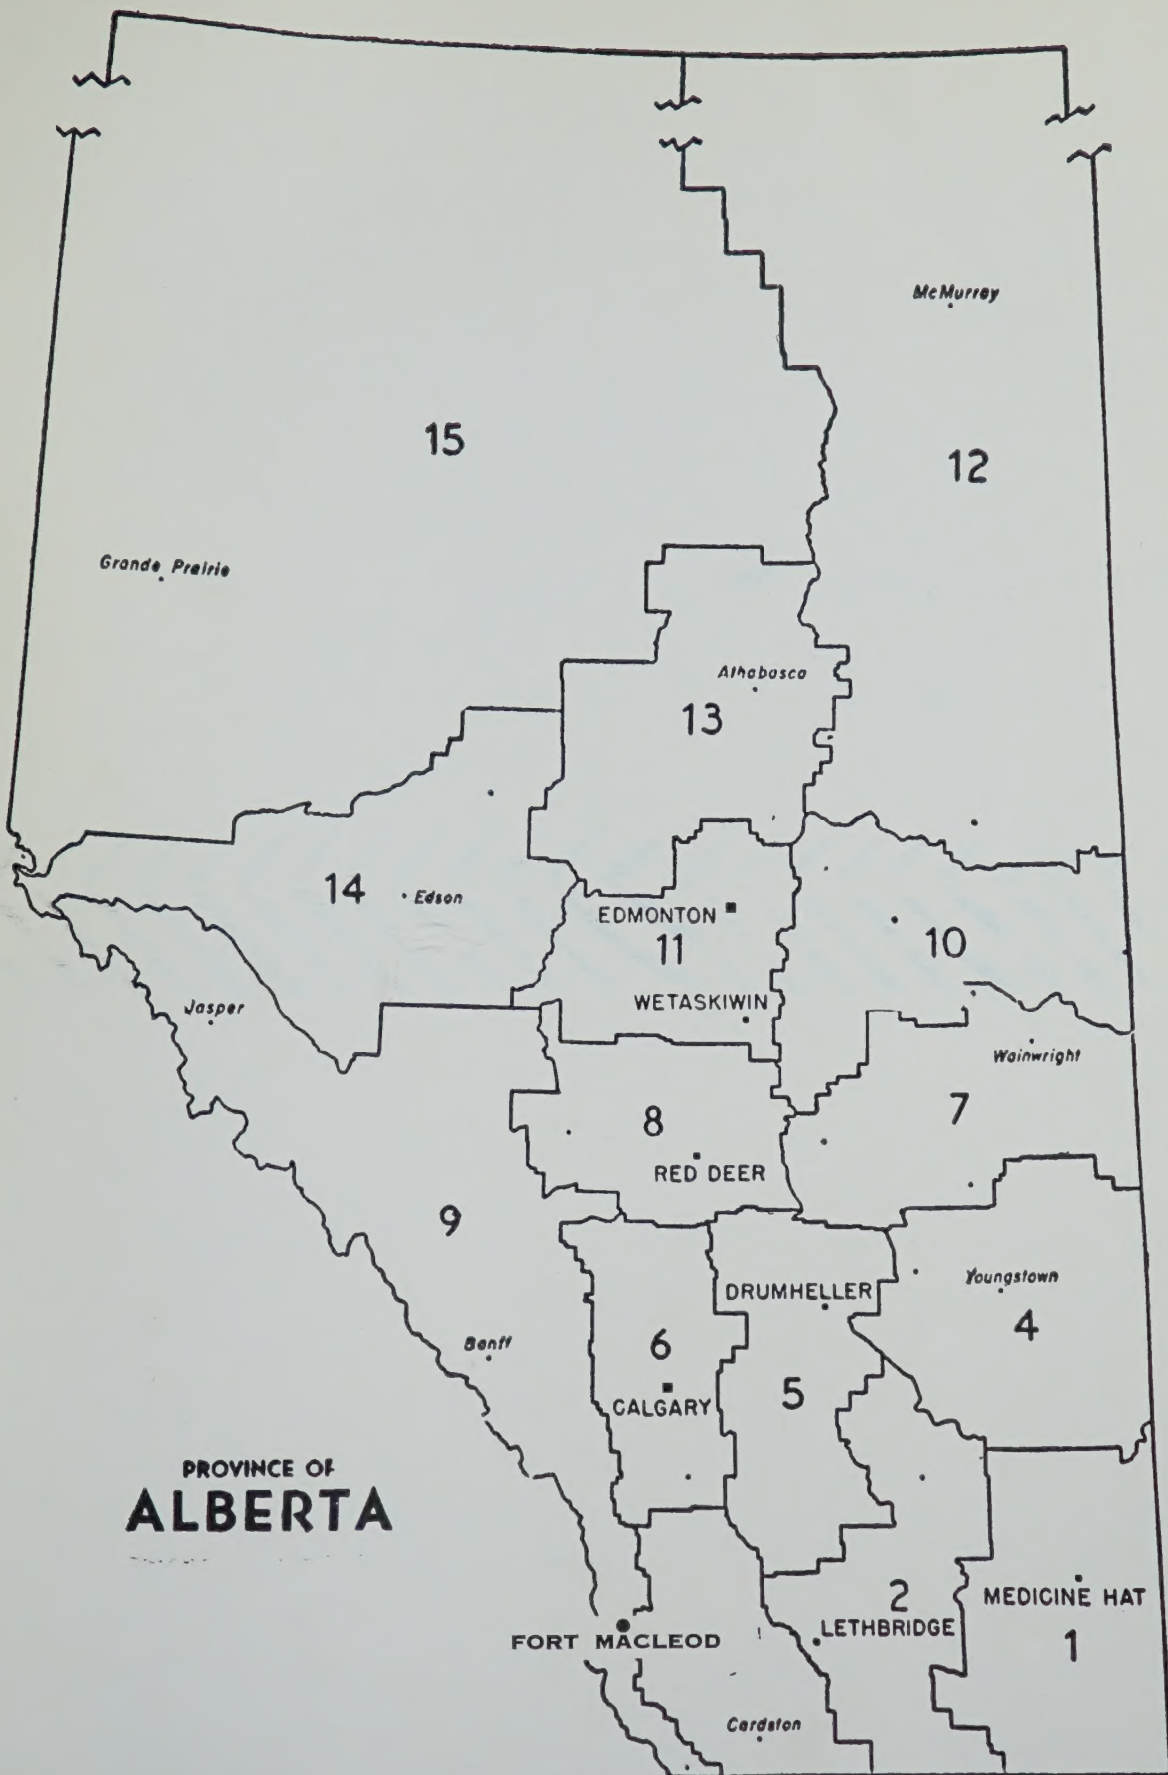 McMurray
15
12
Grande Prairie
Athabasca
13
14
Edson
EDMONTON
11
10
WETASKIWIN
Jasper
Wainwright
8
7
RED DEER
9
Youngstown
DRUMHELLER
4
6
Banff
5
CALGARY
PROVINCE OF
ALBERTA
2
MEDICINE HAT
LETHBRIDGE
FORT MACLEOD
1
Cardston